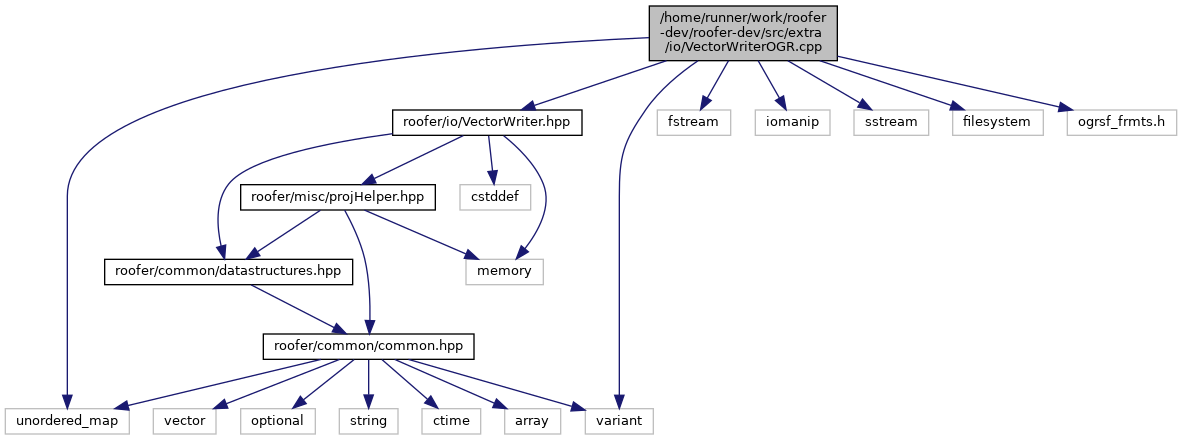 /home/runner/work/roofer
-dev/roofer-dev/src/extra
/io/VectorWriterOGR.cpp
roofer/io/VectorWriter.hpp
fstream
iomanip
sstream
filesystem
ogrsf_frmts.h
roofer/misc/projHelper.hpp
cstddef
roofer/common/datastructures.hpp
memory
roofer/common/common.hpp
unordered_map
vector
optional
string
ctime
array
variant